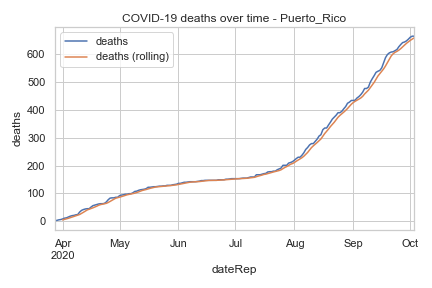 COVID-19 deaths over time - Puerto_Rico
deaths
deaths (rolling)
600
500
400
300
200
100
0
deaths
Apr
2020
May
Jun
Jul
Aug
Sep
Oct
dateRep